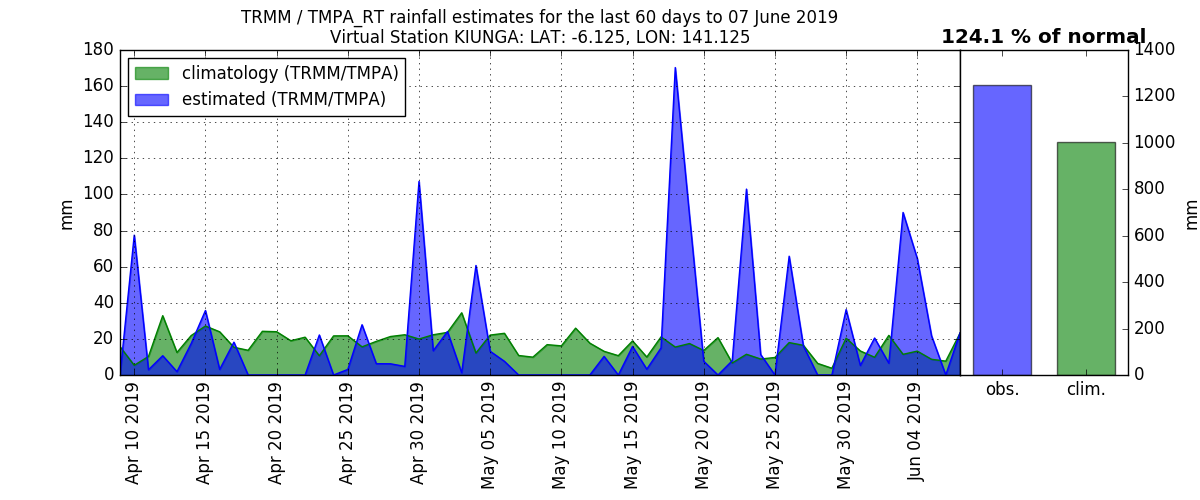 TRMM / TMPA_RT rainfall estimates for the last 60 days to 07 June 2019
Virtual Station KIUNGA: LAT: -6.125, LON: 141.125
124.1 % of normal
climatology (TRMM/TMPA)
estimated (TRMM/TMPA)
mm
180
160
140
120
100
80
60
40
20
0
Apr 10 2019
Apr 15 2019
Apr 20 2019
Apr 25 2019
Apr 30 2019
May 05 2019
May 10 2019
May 15 2019
May 20 2019
May 25 2019
May 30 2019
Jun 04 2019
obs.
clim.
1400
1200
1000
800
600
400
200
0
mm